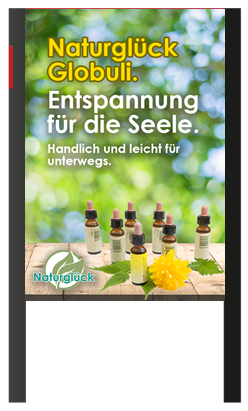 Naturglück
Globuli.
Entspannung
für die Seele.
Handlich und leicht für
unterwegs.
Naturglück